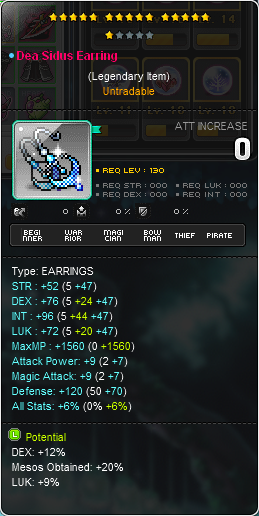 Dea Sidus Earring
(Legendary Item)
Untradable
ATT INCREASE
0
REQ LEV : 130
REQ STR : 000 REQ LUK : 000
REQ DEX : 000 REQ INT : 000
0 0 % 0 %
BEGINNER WARRIOR MAGICIAN BOWMAN THIEF PIRATE
Type: EARRINGS
STR : +52 (5 +47)
DEX : +76 (5 +24 +47)
INT : +96 (5 +44 +47)
LUK : +72 (5 +20 +47)
MaxMP : +1560 (0 +1560)
Attack Power: +9 (2 +7)
Magic Attack: +9 (2 +7)
Defense: +120 (50 +70)
All Stats: +6% (0% +6%)
L Potential
DEX: +12%
Mesos Obtained: +20%
LUK: +9%